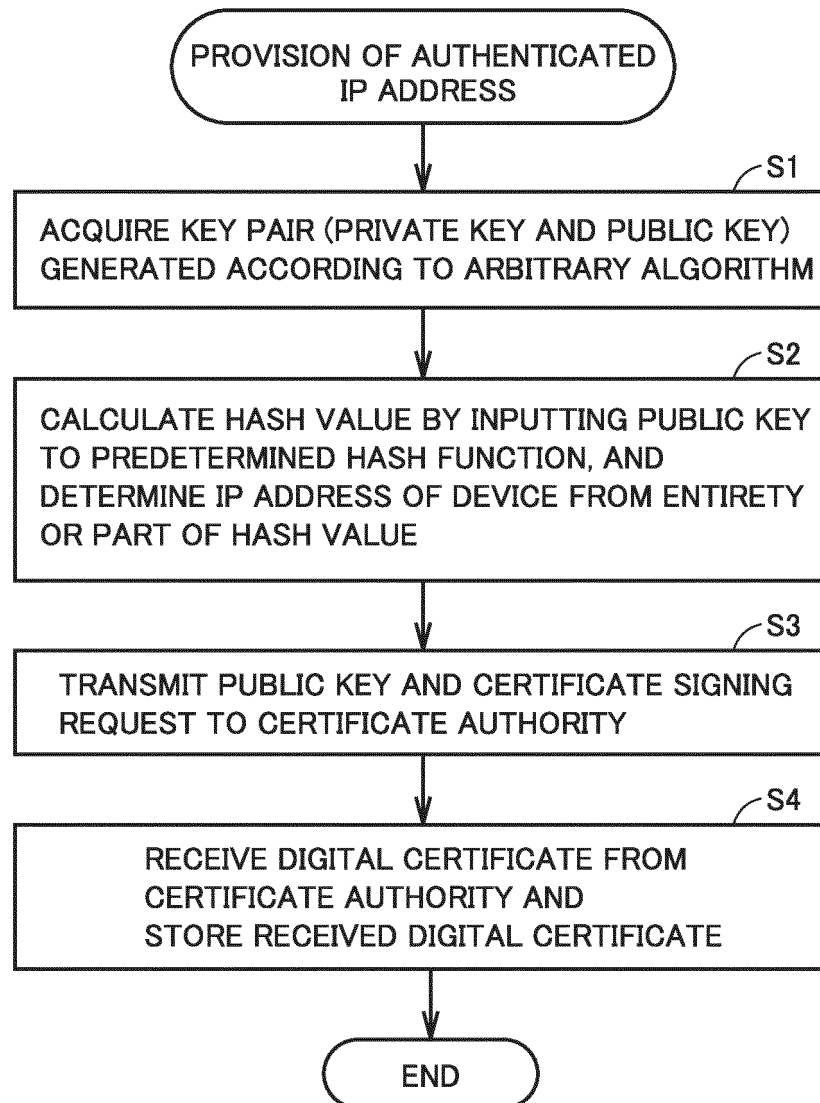 PROVISION OF AUTHENTICATED
IP ADDRESS
S1
ACQUIRE KEY PAIR (PRIVATE KEY AND PUBLIC KEY)
GENERATED ACCORDING TO ARBITRARY ALGORITHM
S2
CALCULATE HASH VALUE BY INPUTTING PUBLIC KEY
TO PREDETERMINED HASH FUNCTION, AND
DETERMINE IP ADDRESS OF DEVICE FROM ENTIRETY
OR PART OF HASH VALUE
S3
TRANSMIT PUBLIC KEY AND CERTIFICATE SIGNING
REQUEST TO CERTIFICATE AUTHORITY
S4
RECEIVE DIGITAL CERTIFICATE FROM
CERTIFICATE AUTHORITY AND
STORE RECEIVED DIGITAL CERTIFICATE
END